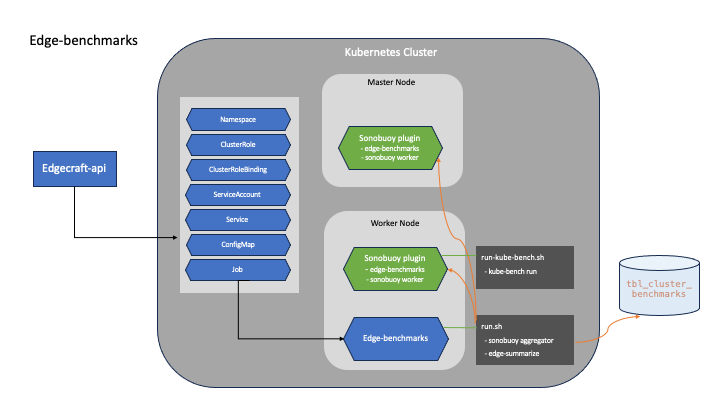 Edge-benchmarks
Kubernetes Cluster
Edgecraft-api
Namespace
ClusterRole
ClusterRoleBinding
ServiceAccount
Service
ConfigMap
Job
Master Node
Sonobuoy plugin
- edge-benchmarks
- sonobuoy worker
Worker Node
Sonobuoy plugin
- edge-benchmarks
- sonobuoy worker
Edge-benchmarks
run-kube-bench.sh
- kube-bench run
run.sh
- sonobuoy aggregator
- edge-summarize
tbl_cluster_
benchmarks